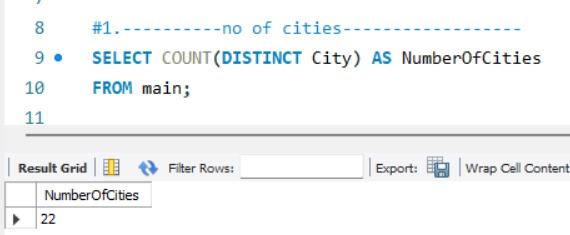 8 #1.----------no of cities------------------
9 SELECT COUNT(DISTINCT City) AS NumberOfCities
10 FROM main;
11
Result Grid Filter Rows: Export: Wrap Cell Content
NumberOfCities
22